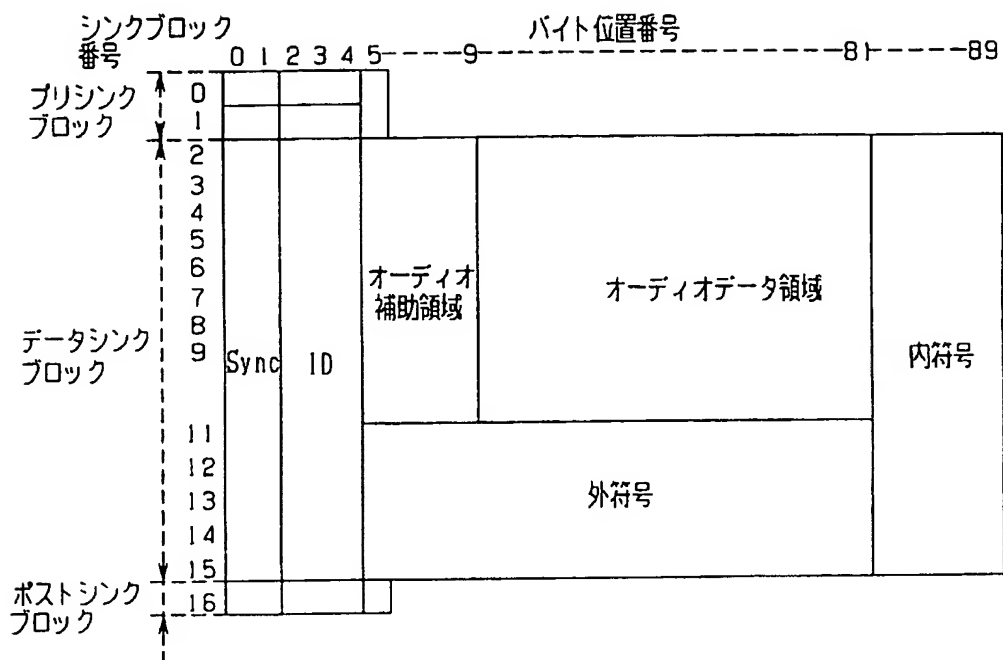 シンクブロック
番号
バイト位置番号
0 1 2 3 4 5 9 81 89
プリシンク
ブロック
0
1
データシンク
ブロック
2
3
4
5
6
7
8
9
11
12
13
14
15
Sync
ID
オーディオ
補助領域
オーディオデータ領域
内符号
外符号
ポストシンク
ブロック
16